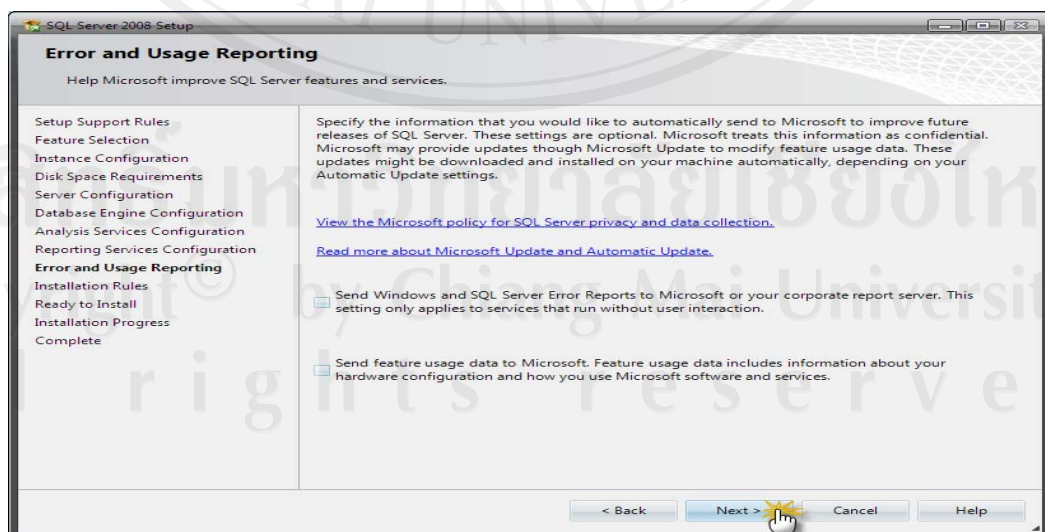 SQL Server 2008 Setup
Error and Usage Reporting
Help Microsoft improve SQL Server features and services.
Setup Support Rules
Feature Selection
Instance Configuration
Disk Space Requirements
Server Configuration
Database Engine Configuration
Analysis Services Configuration
Reporting Services Configuration
Error and Usage Reporting
Installation Rules
Ready to Install
Installation Progress
Complete
Specify the information that you would like to automatically send to Microsoft to improve future
releases of SQL Server. These settings are optional. Microsoft treats this information as confidential.
Microsoft may provide updates though Microsoft Update to modify feature usage data. These
updates might be downloaded and installed on your machine automatically, depending on your
Automatic Update settings.
View the Microsoft policy for SQL Server privacy and data collection.
Read more about Microsoft Update and Automatic Update.
Send Windows and SQL Server Error Reports to Microsoft or your corporate report server. This
setting only applies to services that run without user interaction.
Send feature usage data to Microsoft. Feature usage data includes information about your
hardware configuration and how you use Microsoft software and services.
< Back
Next >
Cancel
Help
by Chiang Mai Universit
rights reserve